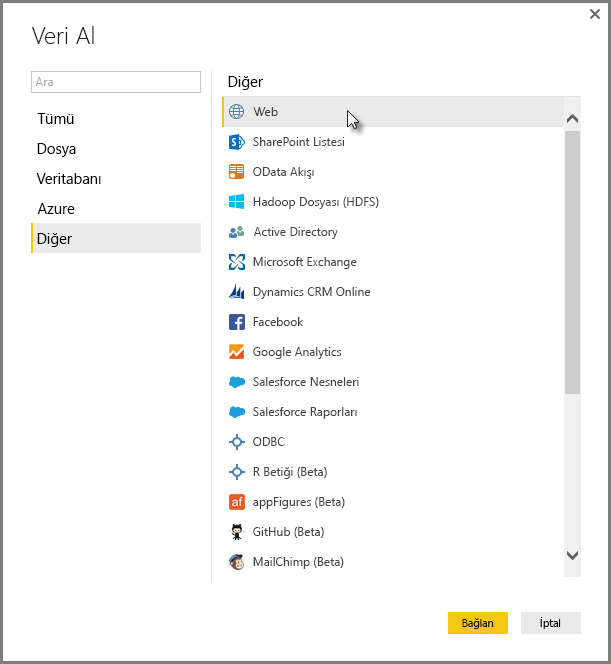 Veri Al
Ara
Tümü
Dosya
Veritabanı
Azure
Diğer
Diğer
Web
SharePoint Listesi
OData Akışı
Hadoop Dosyası (HDFS)
Active Directory
Microsoft Exchange
Dynamics CRM Online
Facebook
Google Analytics
Salesforce Nesneleri
Salesforce Raporları
ODBC
R Betiği (Beta)
af appFigures (Beta)
GitHub (Beta)
MailChimp (Beta)
Bağlan
İptal